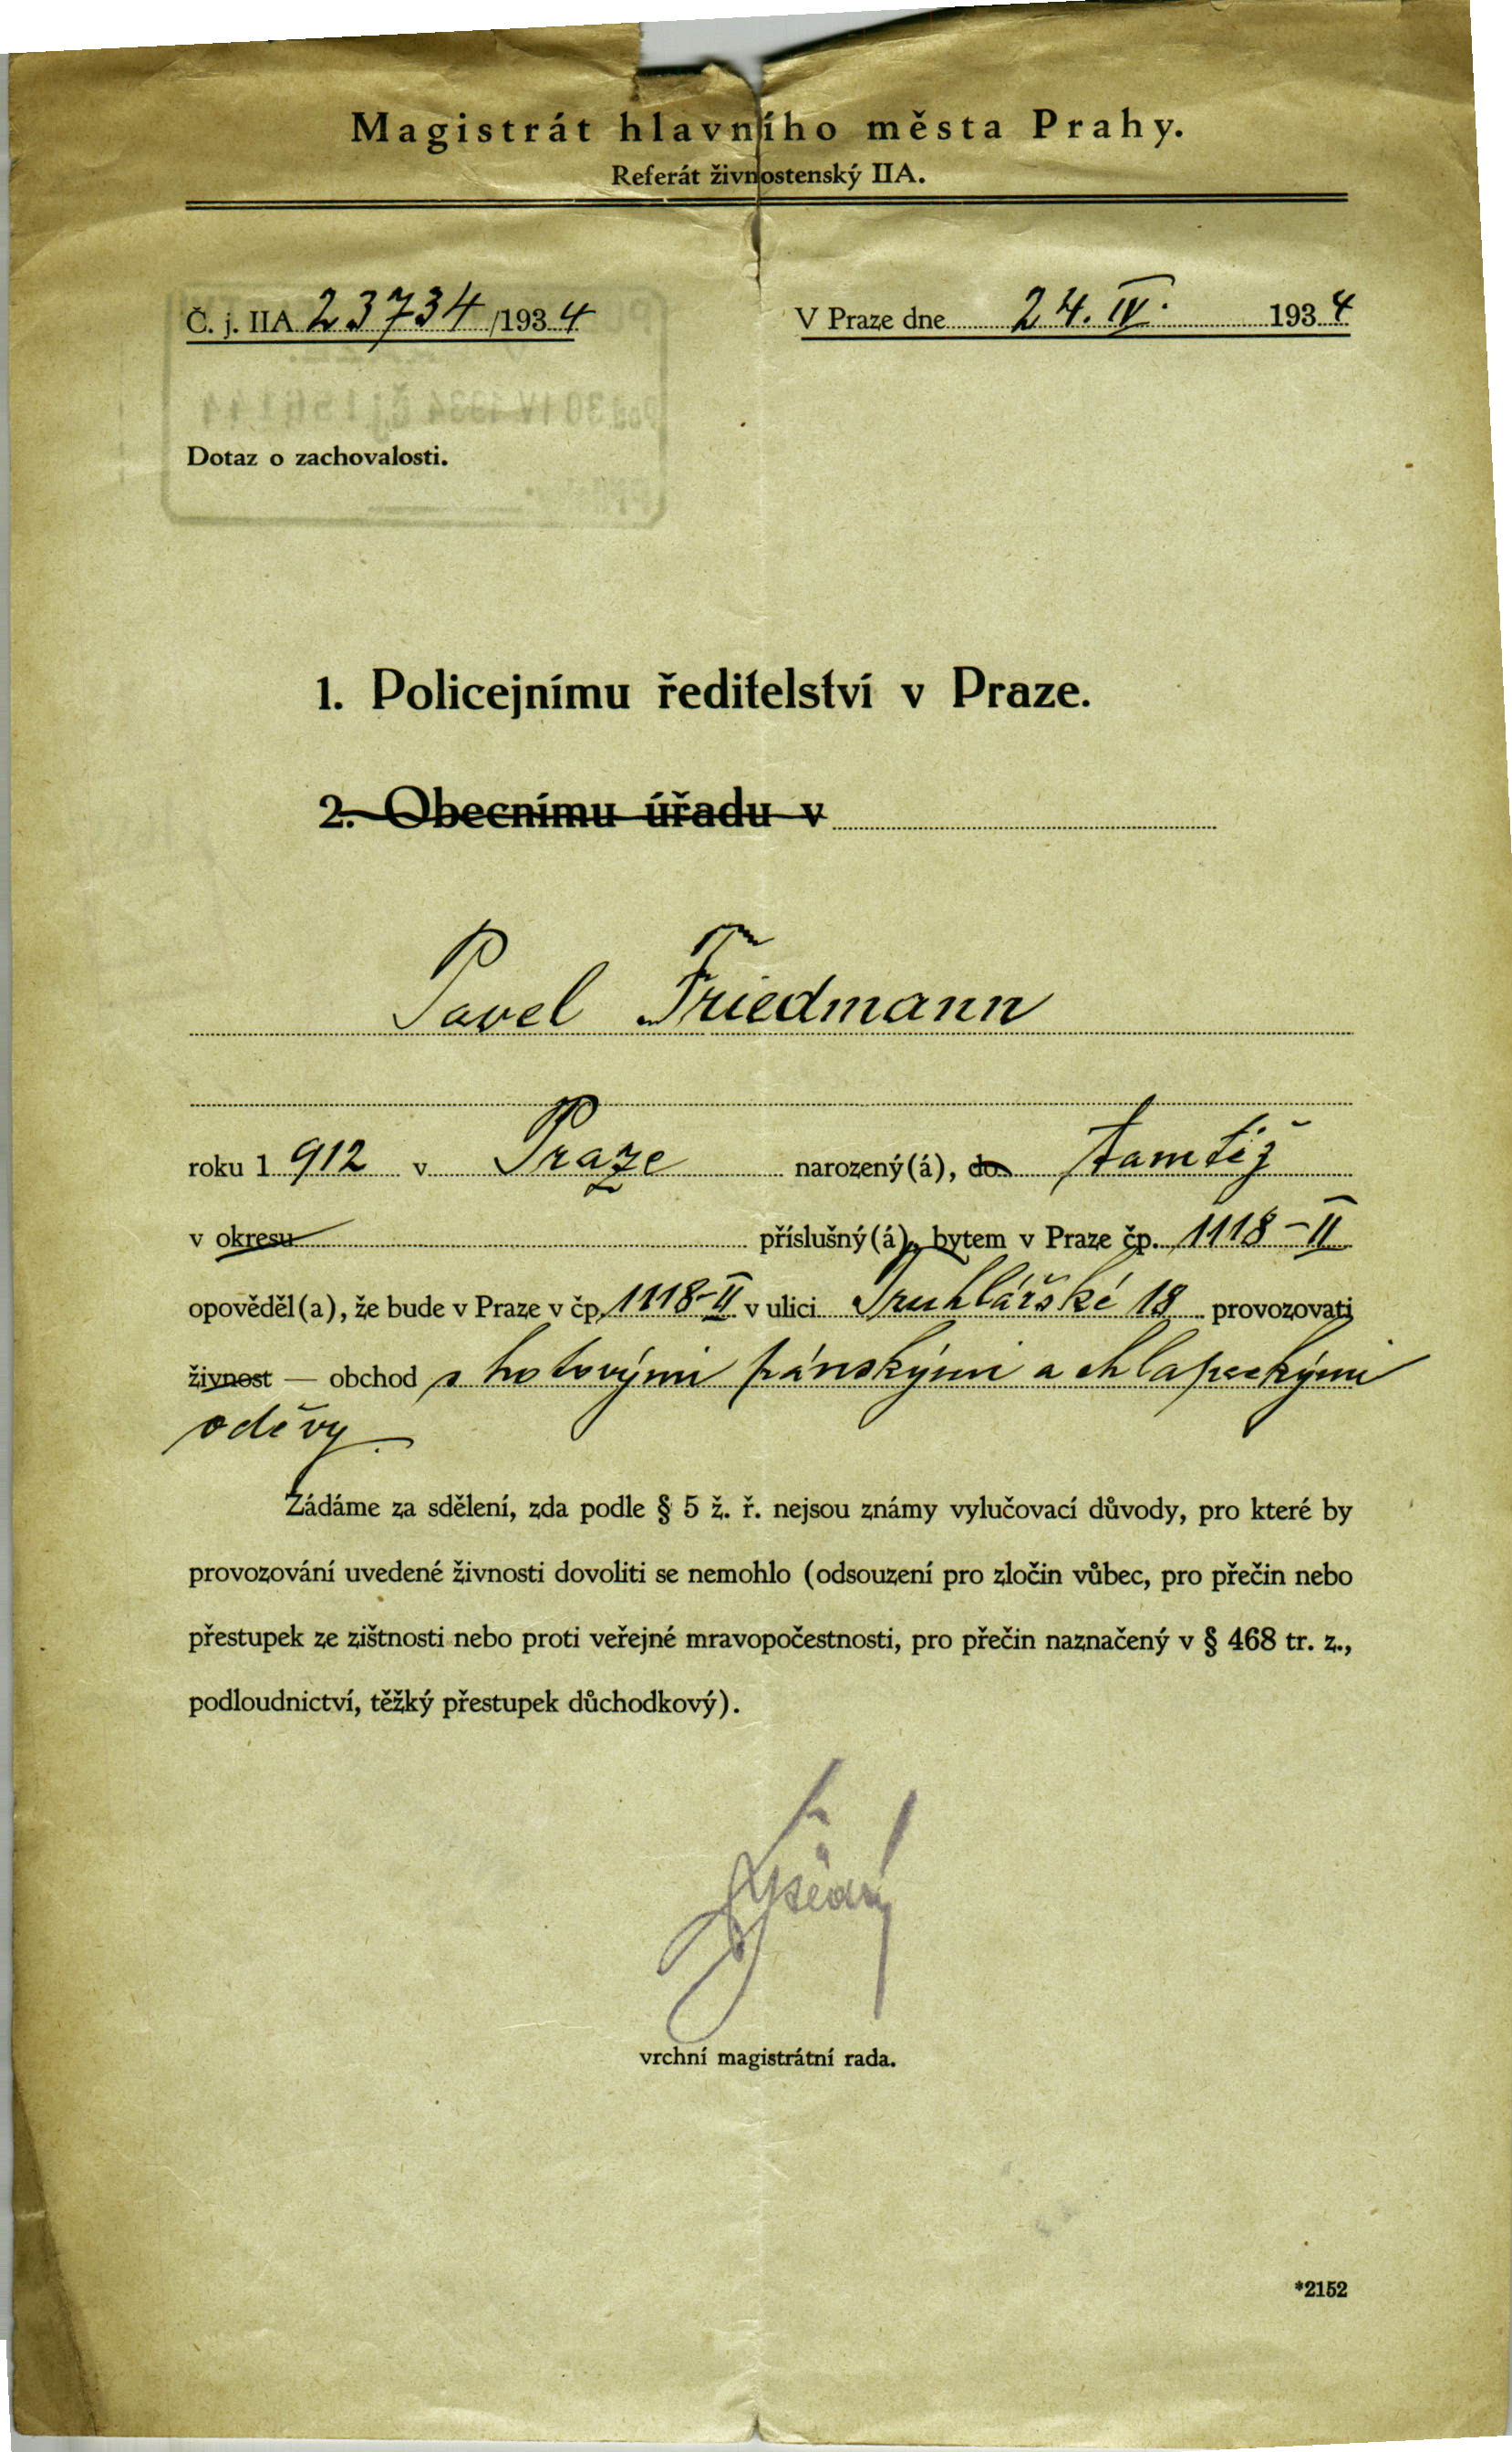 Magistrát hlavního města Prahy.
Referát živnostenský IIA.
Č. j. IIA 23734/1934
V Praze dne 24. IV. 1934
Dotaz o zachovalosti.
1. Policejnímu ředitelství v Praze.
2. Obecnímu úřadu v
Pavel Friedmann
roku 1912 v Praze narozený(á), do tamtéž
v okresu příslušný(á), bytem v Praze čp. 1118-II
opověděl(a), že bude v Praze v čp. 1118-II v ulici Truhlářské 18 provozovati
živnost — obchod s hotovými pánskými a chlapeckými
oděvy.
Žádáme za sdělení, zda podle § 5 ž. ř. nejsou známy vylučovací důvody, pro které by
provozování uvedené živnosti dovoliti se nemohlo (odsouzení pro zločin vůbec, pro přečin nebo
přestupek ze zištnosti nebo proti veřejné mravopočestnosti, pro přečin naznačený v § 468 tr. z.,
podloudnictví, těžký přestupek důchodkový).
vrchní magistrátní rada.
*2152